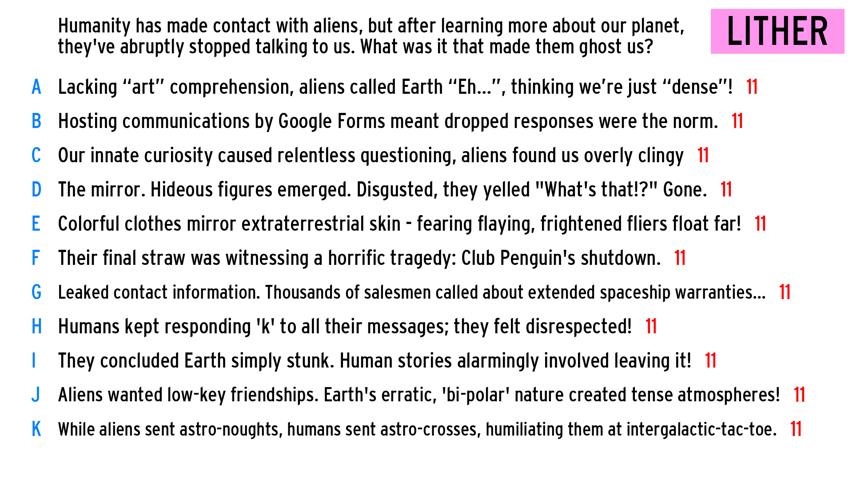 Humanity has made contact with aliens, but after learning more about our planet,
they've abruptly stopped talking to us. What was it that made them ghost us?
LITHER
A Lacking “art” comprehension, aliens called Earth “Eh...”, thinking we’re just “dense”! 11
B Hosting communications by Google Forms meant dropped responses were the norm. 11
C Our innate curiosity caused relentless questioning, aliens found us overly clingy 11
D The mirror. Hideous figures emerged. Disgusted, they yelled "What's that!?" Gone. 11
E Colorful clothes mirror extraterrestrial skin - fearing flaying, frightened fliers float far! 11
F Their final straw was witnessing a horrific tragedy: Club Penguin's shutdown. 11
G Leaked contact information. Thousands of salesmen called about extended spaceship warranties... 11
H Humans kept responding 'k' to all their messages; they felt disrespected! 11
I They concluded Earth simply stunk. Human stories alarmingly involved leaving it! 11
J Aliens wanted low-key friendships. Earth's erratic, 'bi-polar' nature created tense atmospheres! 11
K While aliens sent astro-noughts, humans sent astro-crosses, humiliating them at intergalactic-tac-toe. 11